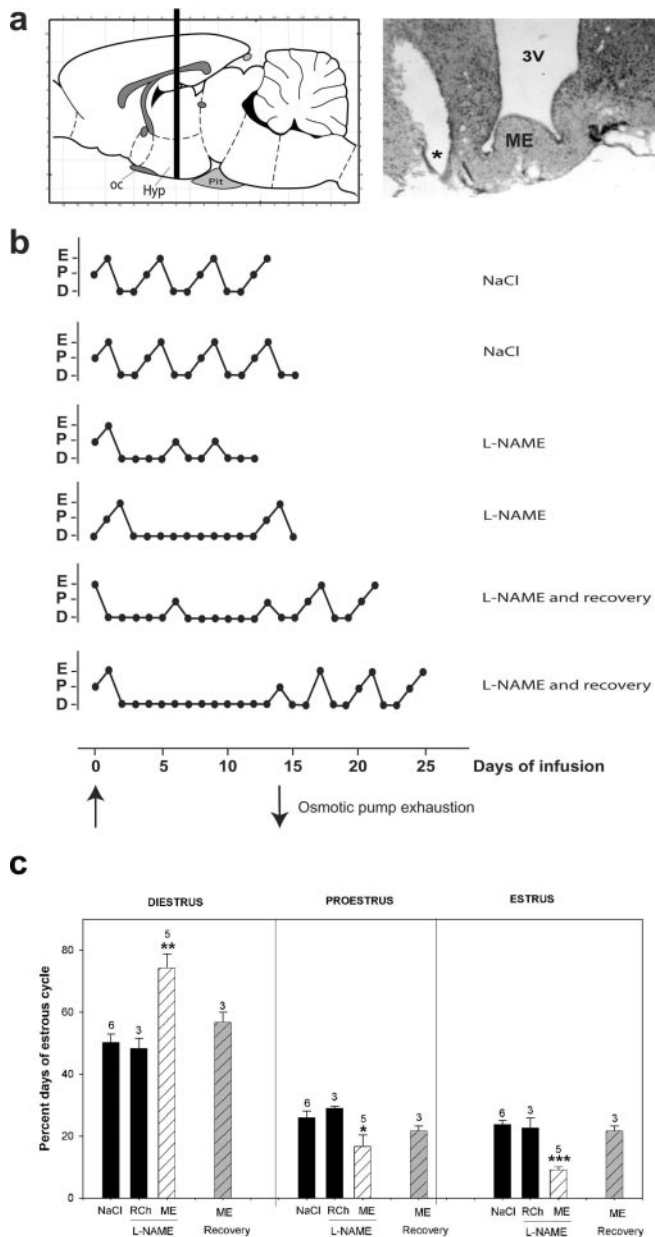 a
oc
Hyp
Pit
3V
ME
*
b
E
P
D
NaCl
E
P
D
NaCl
E
P
D
L-NAME
E
P
D
L-NAME
E
P
D
L-NAME and recovery
E
P
D
L-NAME and recovery
0 5 10 15 20 25 Days of infusion
Osmotic pump exhaustion
c
DIESTRUS PROESTRUS ESTRUS
Percent days of estrous cycle
80
60
40
20
0
6 3 5 ** 3
6 3 5 * 3
6 3 5 *** 3
NaCl RCh ME ME NaCl RCh ME ME NaCl RCh ME ME
L-NAME Recovery L-NAME Recovery L-NAME Recovery